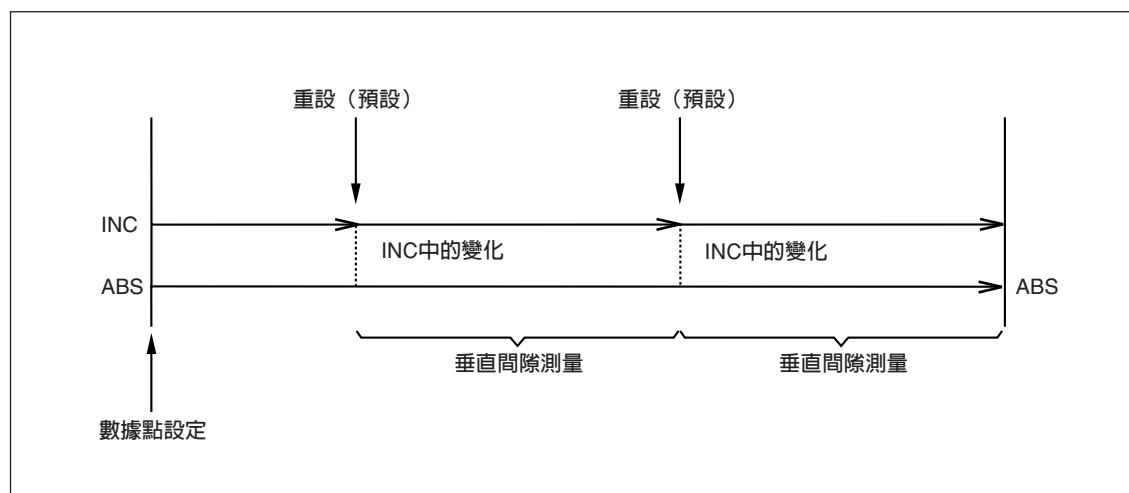 重設（預設）
重設（預設）
INC
INC中的變化
INC中的變化
ABS
ABS
垂直間隙測量
垂直間隙測量
數據點設定